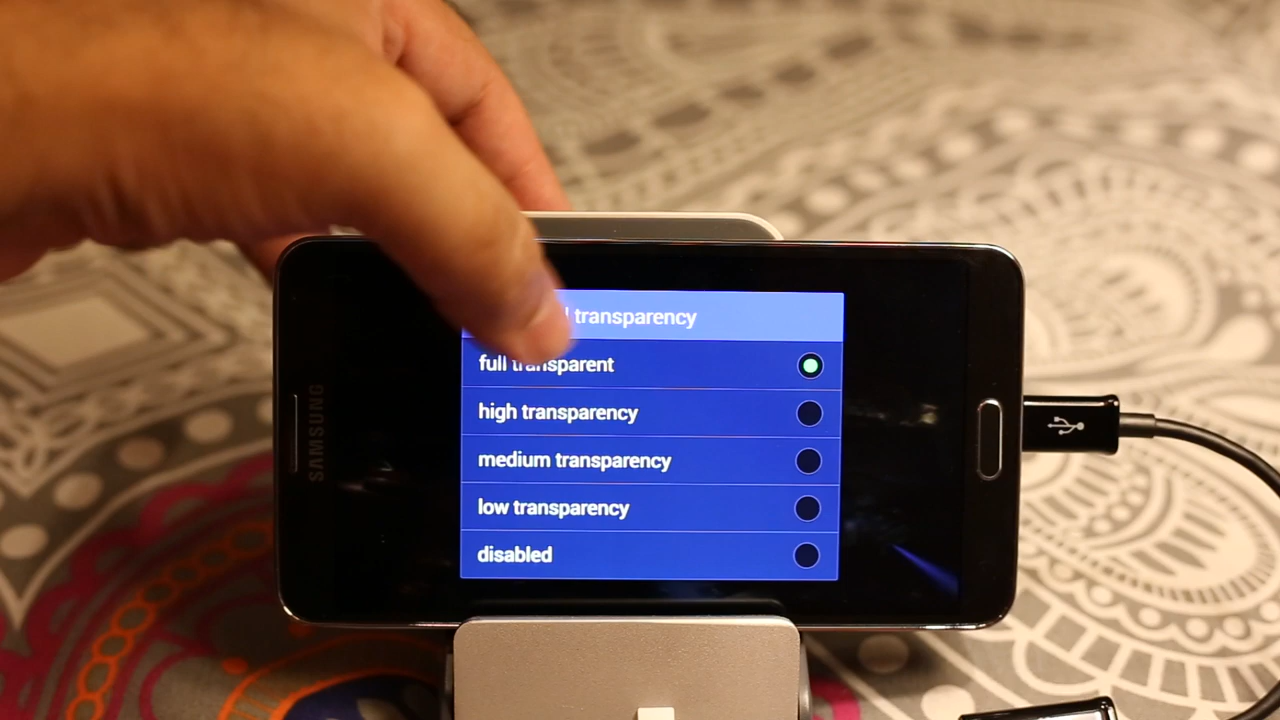 transparency
full transparent
high transparency
medium transparency
low transparency
disabled
SAMSUNG